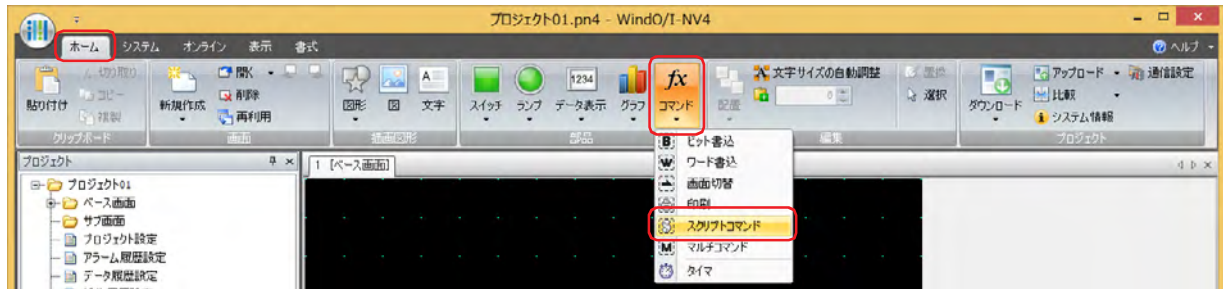 プロジェクト01.pn4 - WindO/I-NV4
ホーム システム オンライン 表示 書式 ヘルプ
貼り付け 切り取り コピー 複製 新規作成 開く 削除 再利用 図形 図 文字 スイッチ ランプ 1234 データ表示 グラフ fx コマンド 配置 文字サイズの自動調整 0 置換 選択 ダウンロード アップロード 比較 システム情報 通信設定
クリップボード 画面 描画図形 部品 編集 プロジェクト
プロジェクト
1 [ベース画面]
プロジェクト01
ベース画面
サブ画面
プロジェクト設定
アラーム履歴設定
データ履歴設定
B ビット書込
W ワード書込
画面切替
印刷
S スクリプトコマンド
M マルチコマンド
タイマ